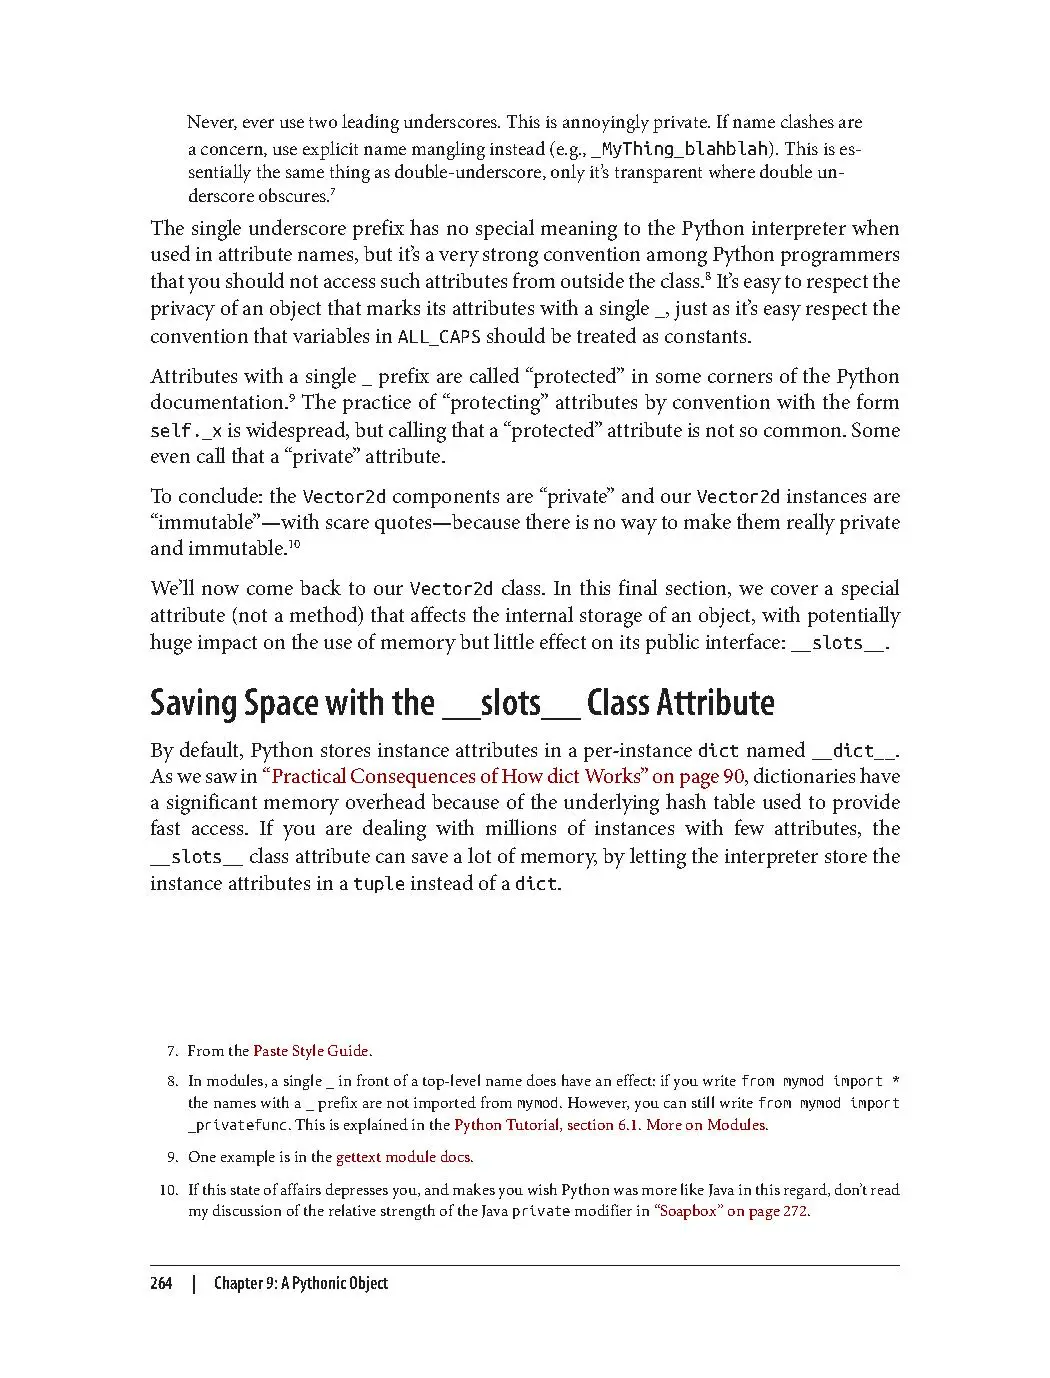 Never, ever use two leading underscores. This is annoyingly private. If name clashes are
a concern, use explicit name mangling instead (e.g., _MyThing_blahblah). This is es-
sentially the same thing as double-underscore, only it’s transparent where double un-
derscore obscures.7
The single underscore prefix has no special meaning to the Python interpreter when
used in attribute names, but it’s a very strong convention among Python programmers
that you should not access such attributes from outside the class.8 It’s easy to respect the
privacy of an object that marks its attributes with a single _, just as it’s easy respect the
convention that variables in ALL_CAPS should be treated as constants.
Attributes with a single _ prefix are called “protected” in some corners of the Python
documentation.9 The practice of “protecting” attributes by convention with the form
self._x is widespread, but calling that a “protected” attribute is not so common. Some
even call that a “private” attribute.
To conclude: the Vector2d components are “private” and our Vector2d instances are
“immutable”—with scare quotes—because there is no way to make them really private
and immutable.10
We’ll now come back to our Vector2d class. In this final section, we cover a special
attribute (not a method) that affects the internal storage of an object, with potentially
huge impact on the use of memory but little effect on its public interface: __slots__.
Saving Space with the __slots__ Class Attribute
By default, Python stores instance attributes in a per-instance dict named __dict__.
As we saw in “Practical Consequences of How dict Works” on page 90, dictionaries have
a significant memory overhead because of the underlying hash table used to provide
fast access. If you are dealing with millions of instances with few attributes, the
__slots__ class attribute can save a lot of memory, by letting the interpreter store the
instance attributes in a tuple instead of a dict.
7. From the Paste Style Guide.
8. In modules, a single _ in front of a top-level name does have an effect: if you write from mymod import *
the names with a _ prefix are not imported from mymod. However, you can still write from mymod import
_privatefunc. This is explained in the Python Tutorial, section 6.1. More on Modules.
9. One example is in the gettext module docs.
10. If this state of affairs depresses you, and makes you wish Python was more like Java in this regard, don’t read
my discussion of the relative strength of the Java private modifier in “Soapbox” on page 272.
264 | Chapter 9: A Pythonic Object